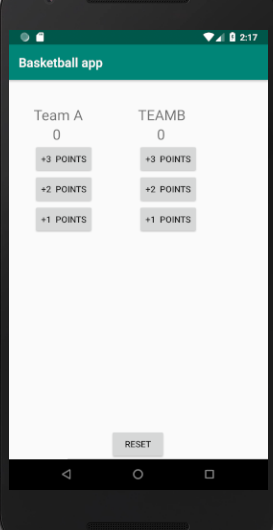 2:17
Basketball app
Team A TEAMB
0 0
+3 POINTS +3 POINTS
+2 POINTS +2 POINTS
+1 POINTS +1 POINTS
RESET